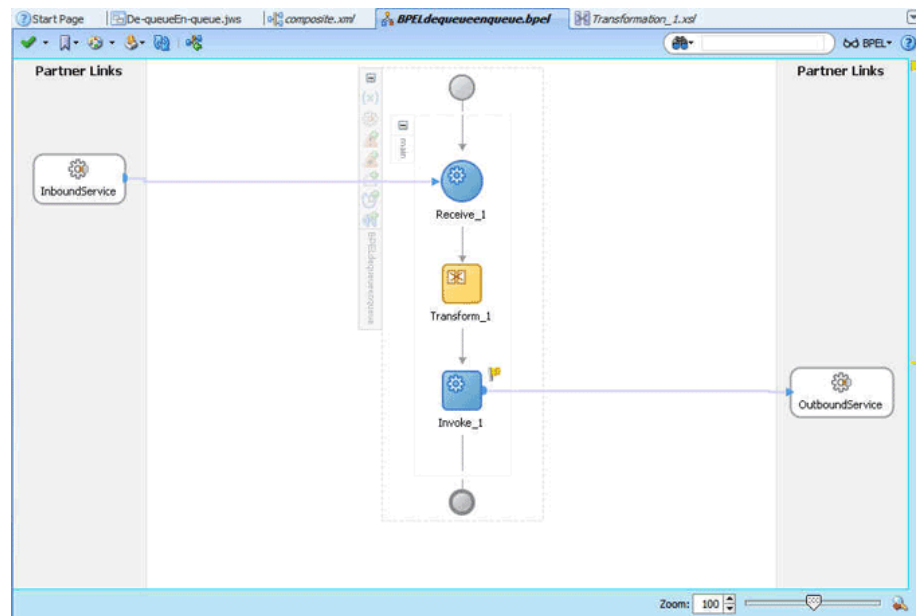 Start Page
De-queueEn-queue.jws
composite.xml
BPELdequeueenqueue.bpel
Transformation_1.xsl
BPEL
Partner Links
Partner Links
main
InboundService
Receive_1
BPELdequeueenqueue
Transform_1
Invoke_1
OutboundService
Zoom: 100